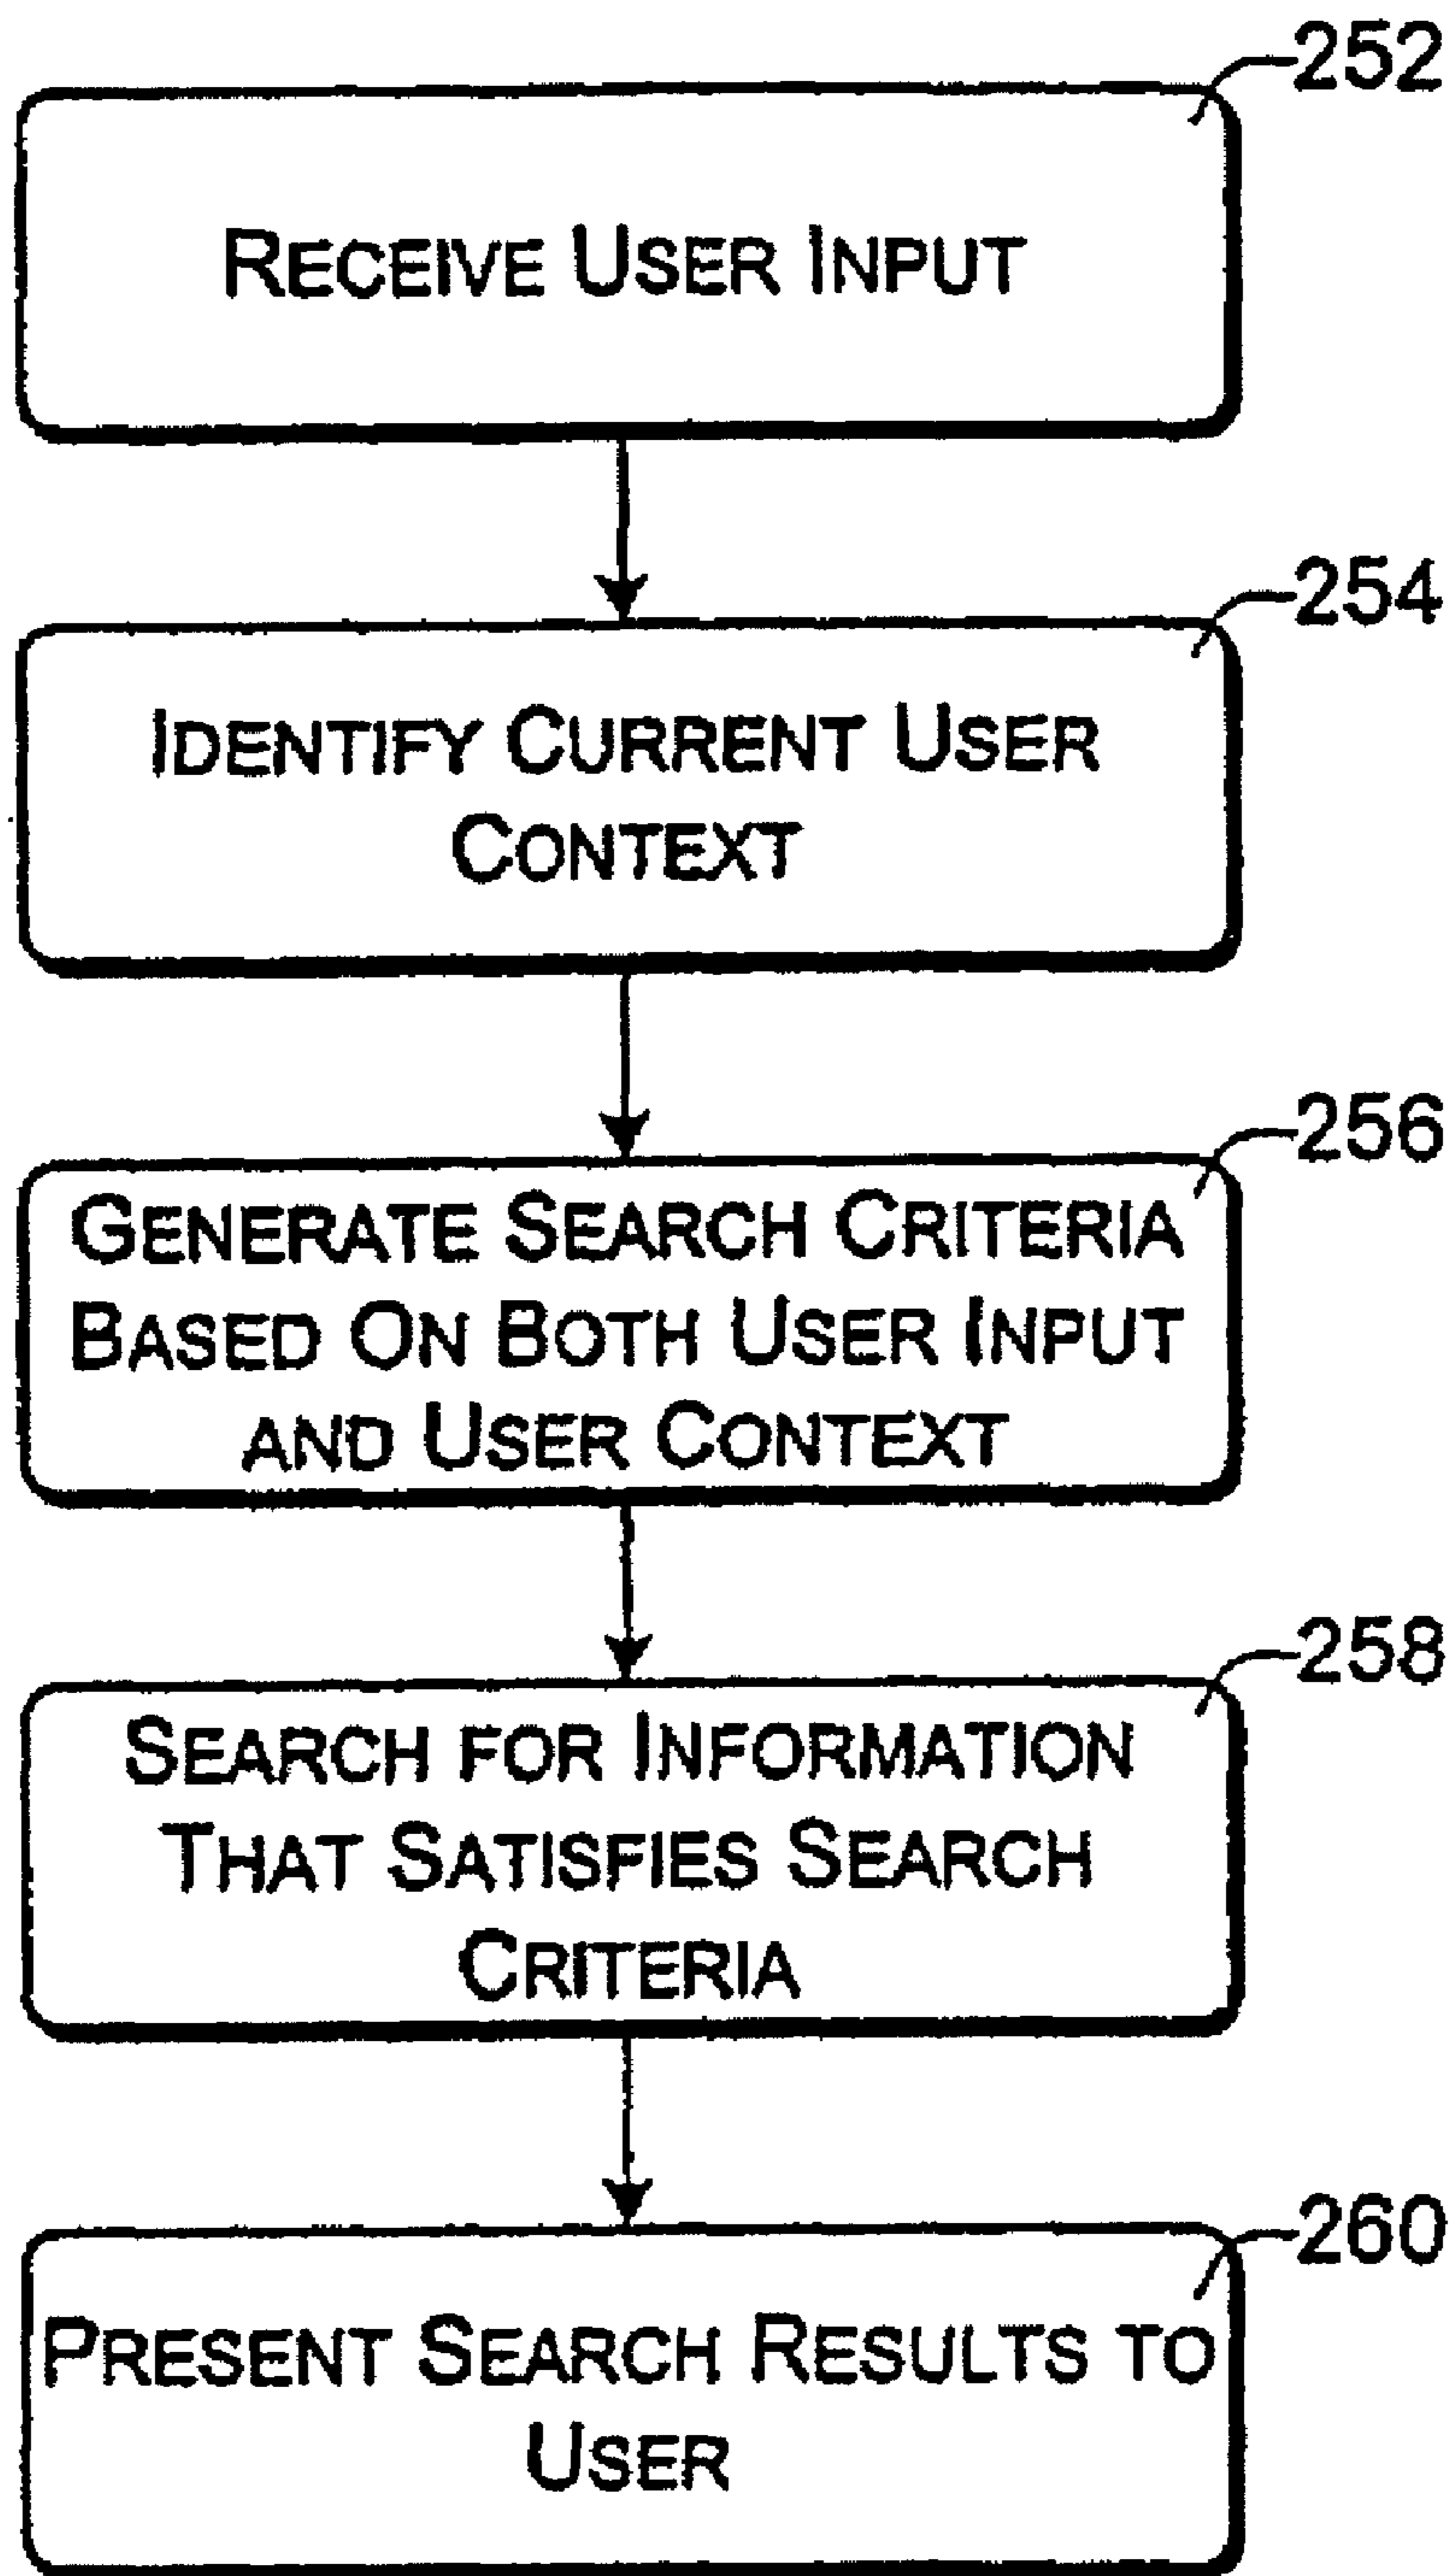 252
RECEIVE USER INPUT
254
IDENTIFY CURRENT USER
CONTEXT
256
GENERATE SEARCH CRITERIA
BASED ON BOTH USER INPUT
AND USER CONTEXT
258
SEARCH FOR INFORMATION
THAT SATISFIES SEARCH
CRITERIA
260
PRESENT SEARCH RESULTS TO
USER